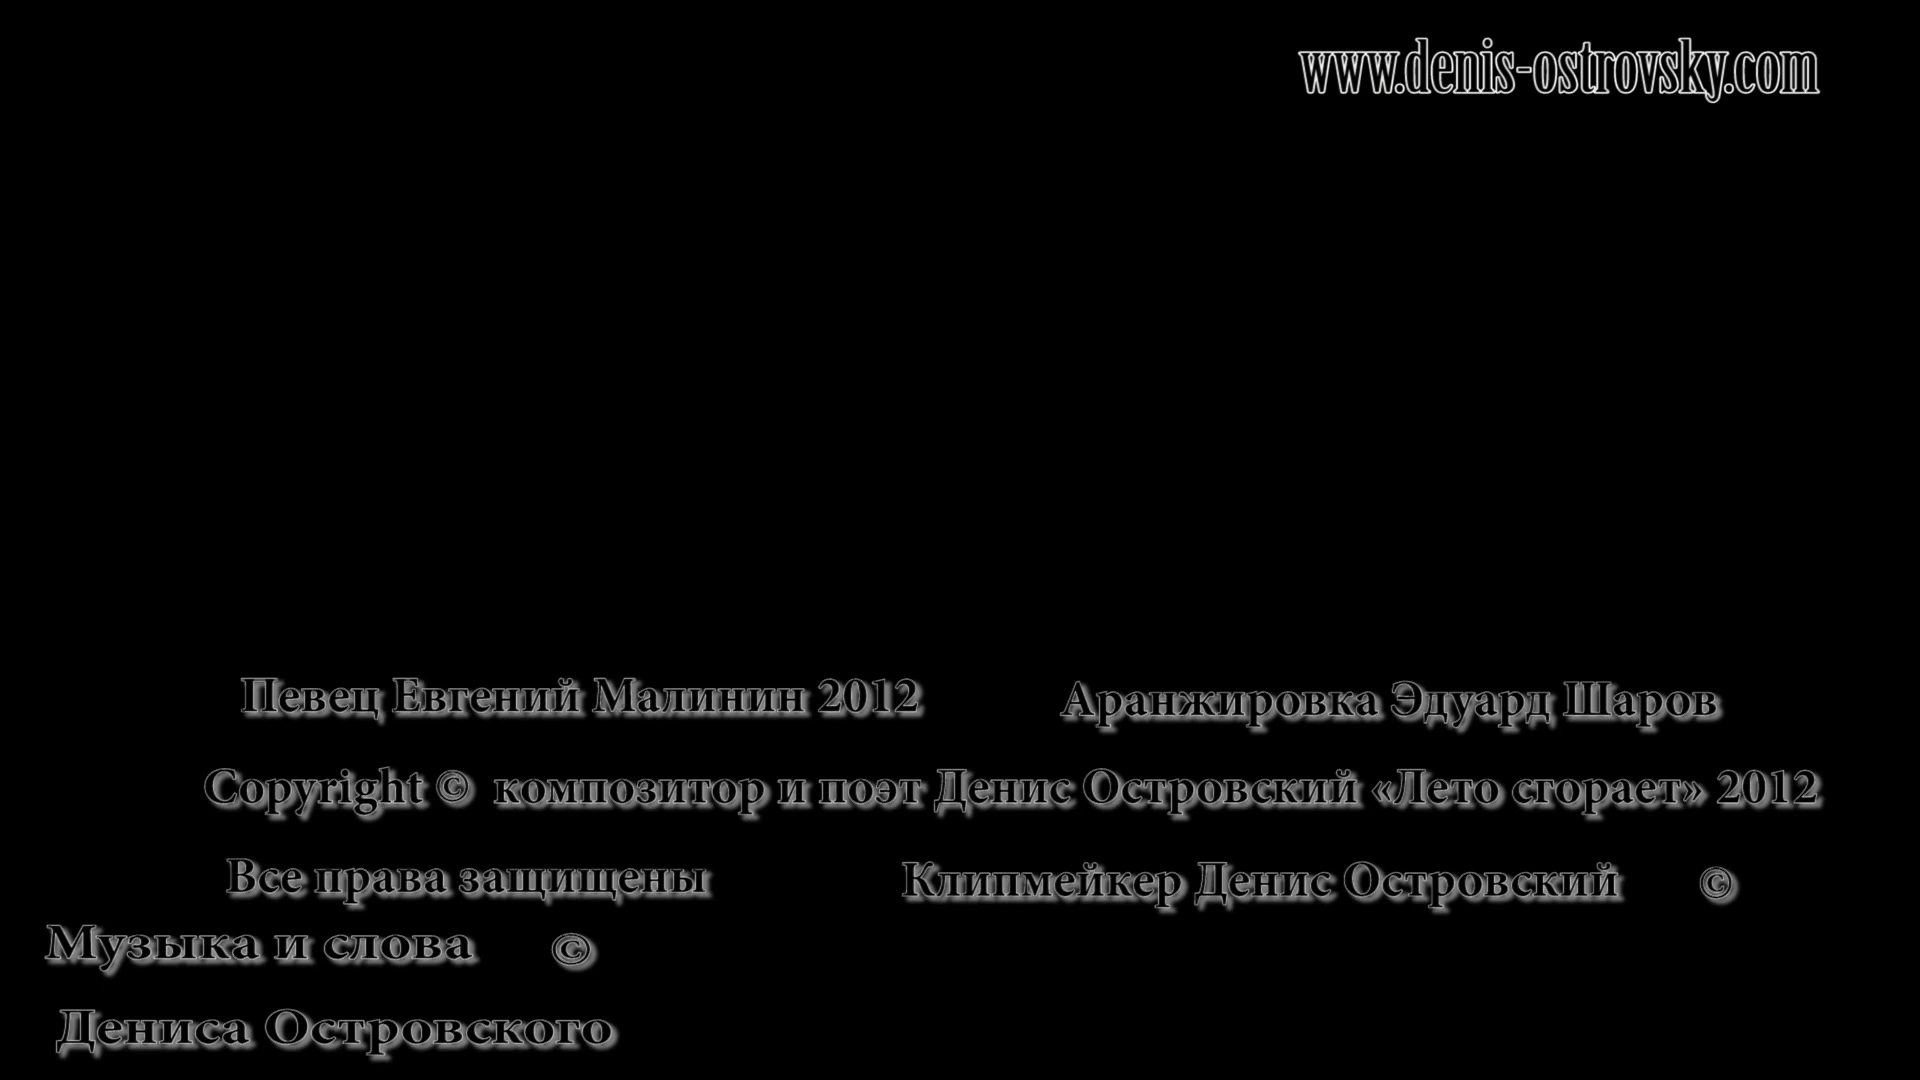 www.denis-ostrovsky.com
Певец Евгений Малинин 2012
Аранжировка Эдуард Шаров
Copyright © композитор и поэт Денис Островский «Лето сгорает» 2012
Все права защищены
Клипмейкер Денис Островский ©
Музыка и слова ©
Дениса Островского